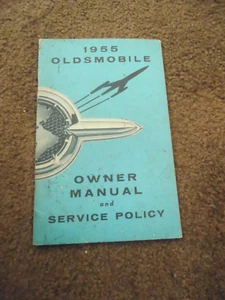 1955
OLDSMOBILE
OWNER
MANUAL
and
SERVICE POLICY